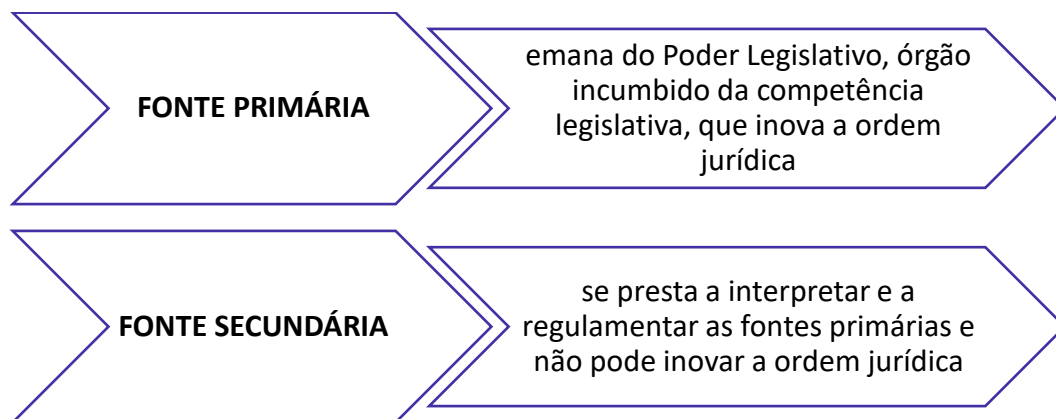 FONTE PRIMÁRIA
emana do Poder Legislativo, órgão
incumbido da competência
legislativa, que inova a ordem
jurídica
FONTE SECUNDÁRIA
se presta a interpretar e a
regulamentar as fontes primárias e
não pode inovar a ordem jurídica